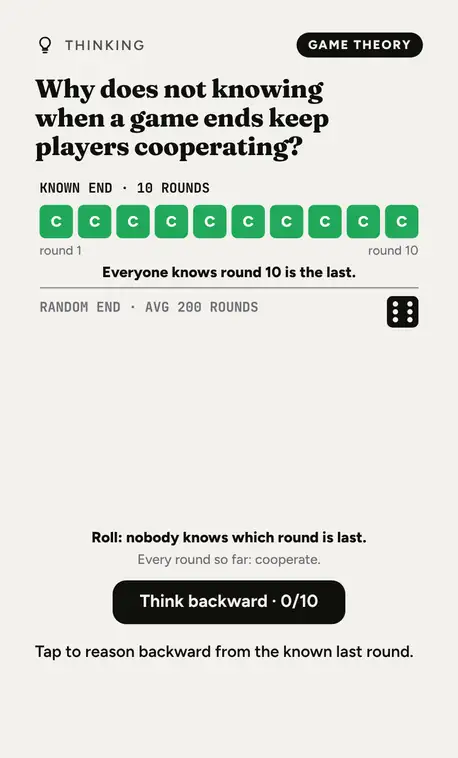 THINKING
GAME THEORY
Why does not knowing
when a game ends keep
players cooperating?
KNOWN END · 10 ROUNDS
C C C C C C C C C C
round 1
round 10
Everyone knows round 10 is the last.
RANDOM END · AVG 200 ROUNDS
Roll: nobody knows which round is last.
Every round so far: cooperate.
Think backward · 0/10
Tap to reason backward from the known last round.